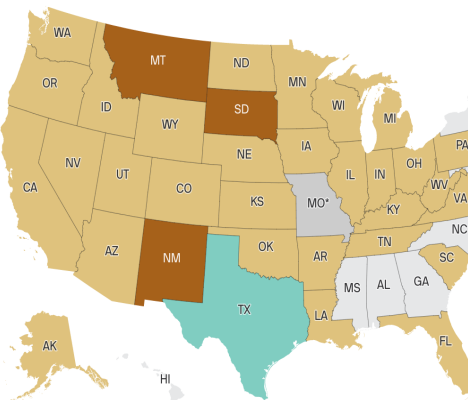 WA
MT
ND
MN
OR
ID
SD
WI
MI
WY
IA
NE
PA
NV
UT
IL
IN
OH
CO
WV
CA
KS
MO*
VA
KY
NC
AZ
NM
OK
AR
TN
SC
MS
AL
GA
TX
LA
AK
FL
HI